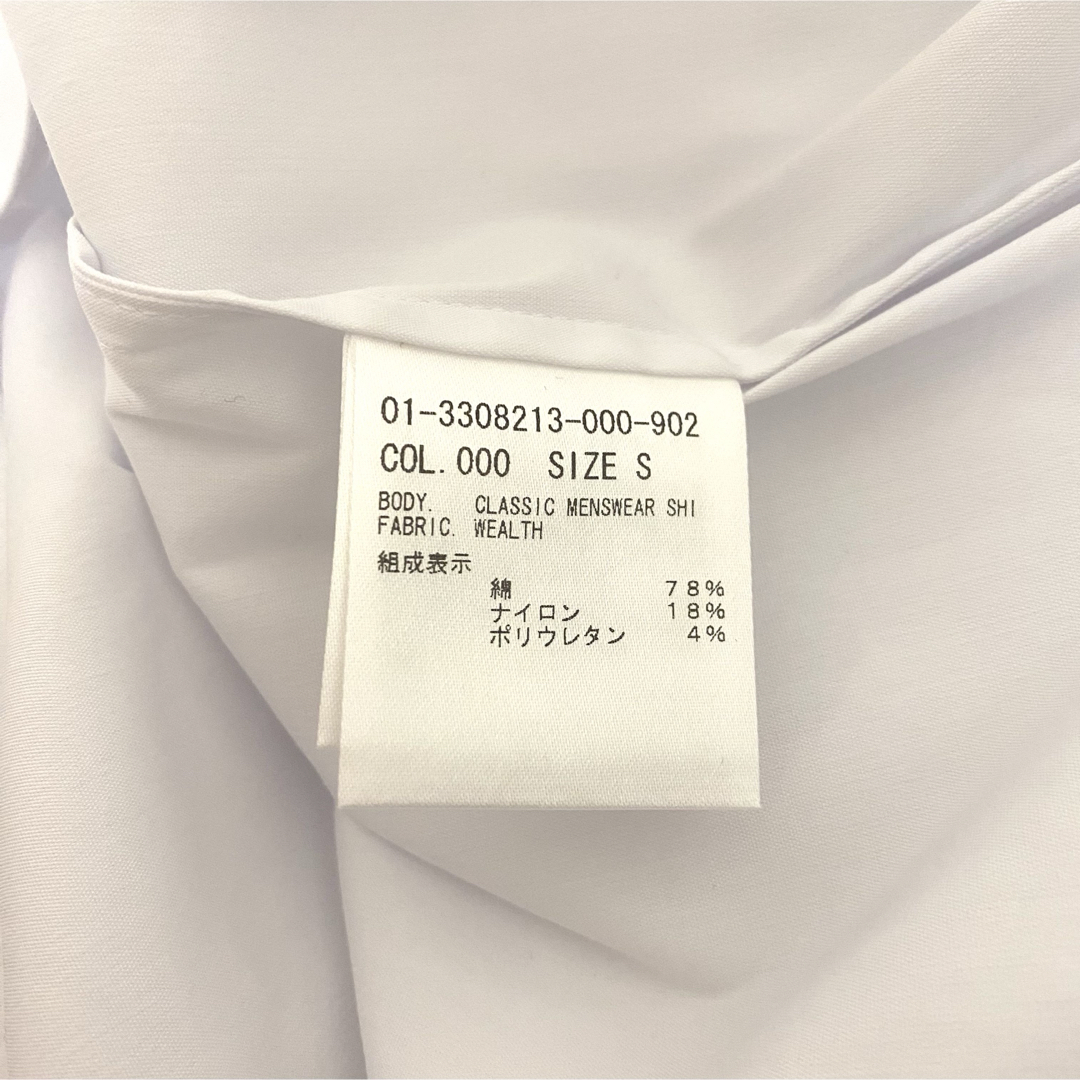 01-3308213-000-902
COL. 000 SIZE S
BODY. CLASSIC MENSWEAR SHI
FABRIC. WEALTH
組成表示
綿 78%
ナイロン 18%
ポリウレタン 4%